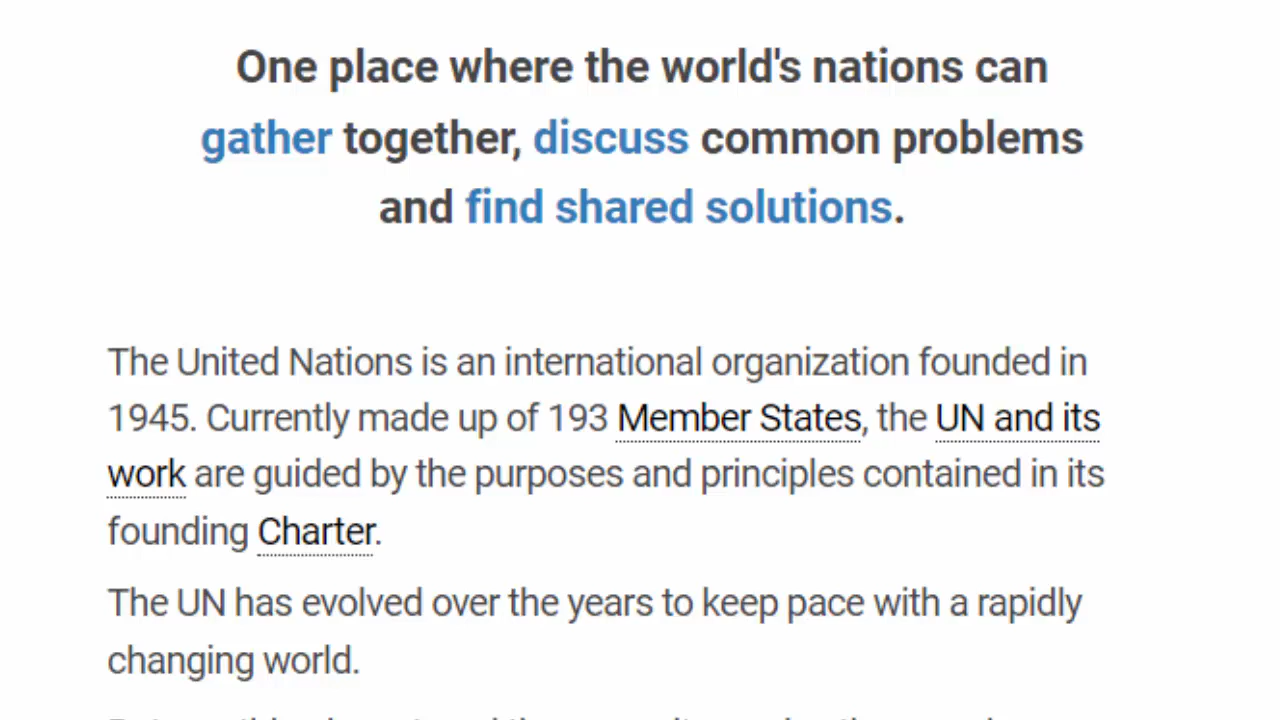 One place where the world's nations can
gather together, discuss common problems
and find shared solutions.
The United Nations is an international organization founded in
1945. Currently made up of 193 Member States, the UN and its
work are guided by the purposes and principles contained in its
founding Charter.
The UN has evolved over the years to keep pace with a rapidly
changing world.